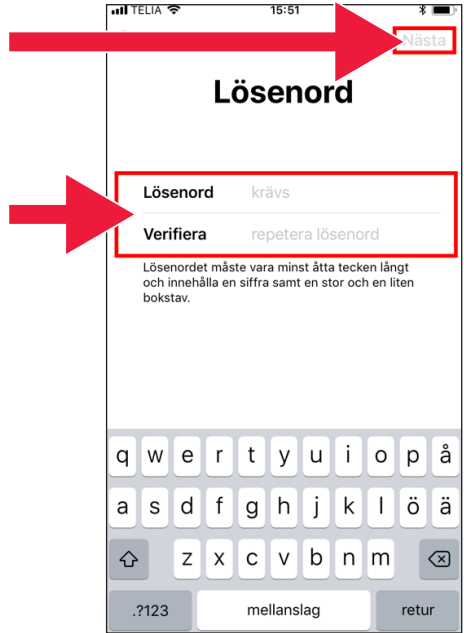 TELIA 15:51
Nästa
Lösenord
Lösenord krävs
Verifiera repetera lösenord
Lösenordet måste vara minst åtta tecken långt
och innehålla en siffra samt en stor och en liten
bokstav.
q w e r t y u i o p å
a s d f g h j k l ö ä
z x c v b n m
.?123 mellanslag retur